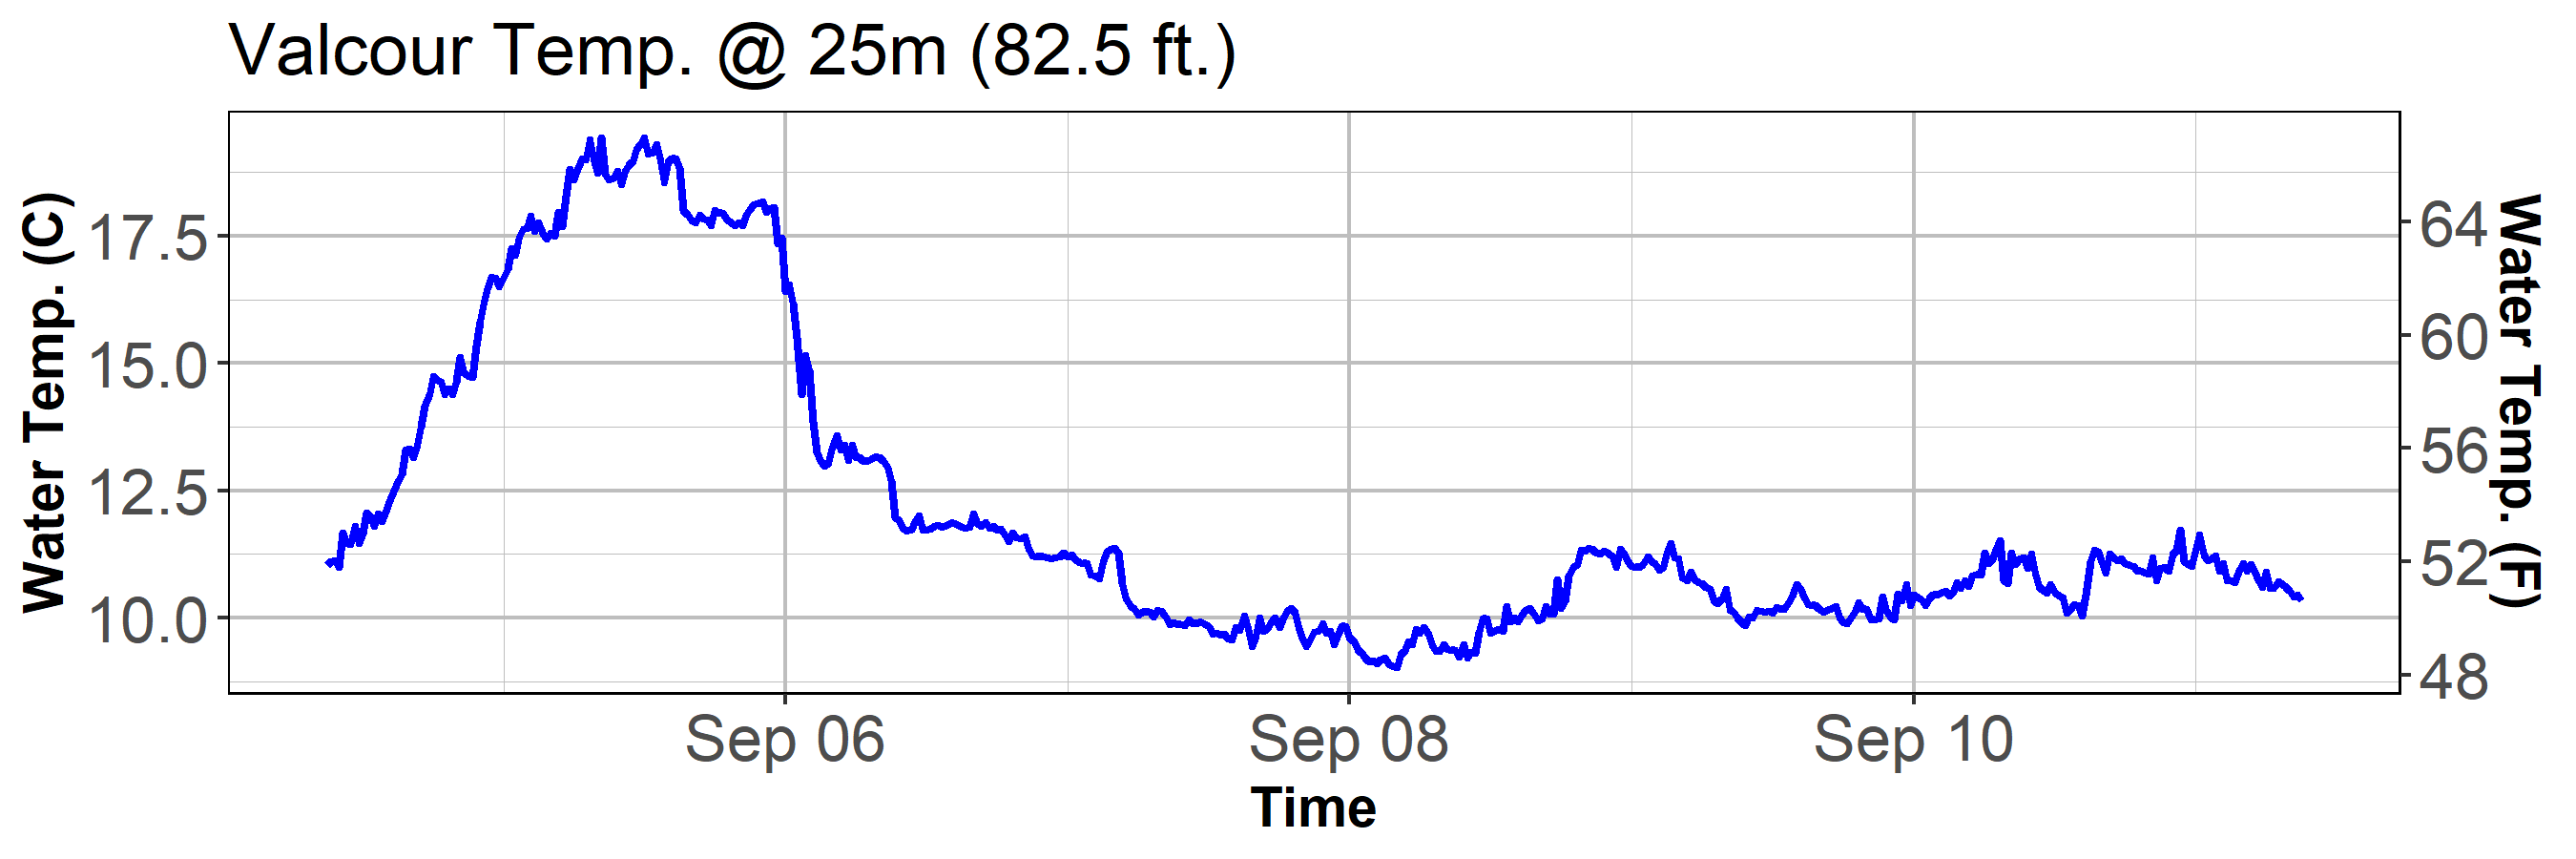 Valcour Temp. @ 25m (82.5 ft.)
Water Temp. (C)
17.5
15.0
12.5
10.0
64
60
56
52
48
Water Temp. (F)
Sep 06 Sep 08 Sep 10
Time